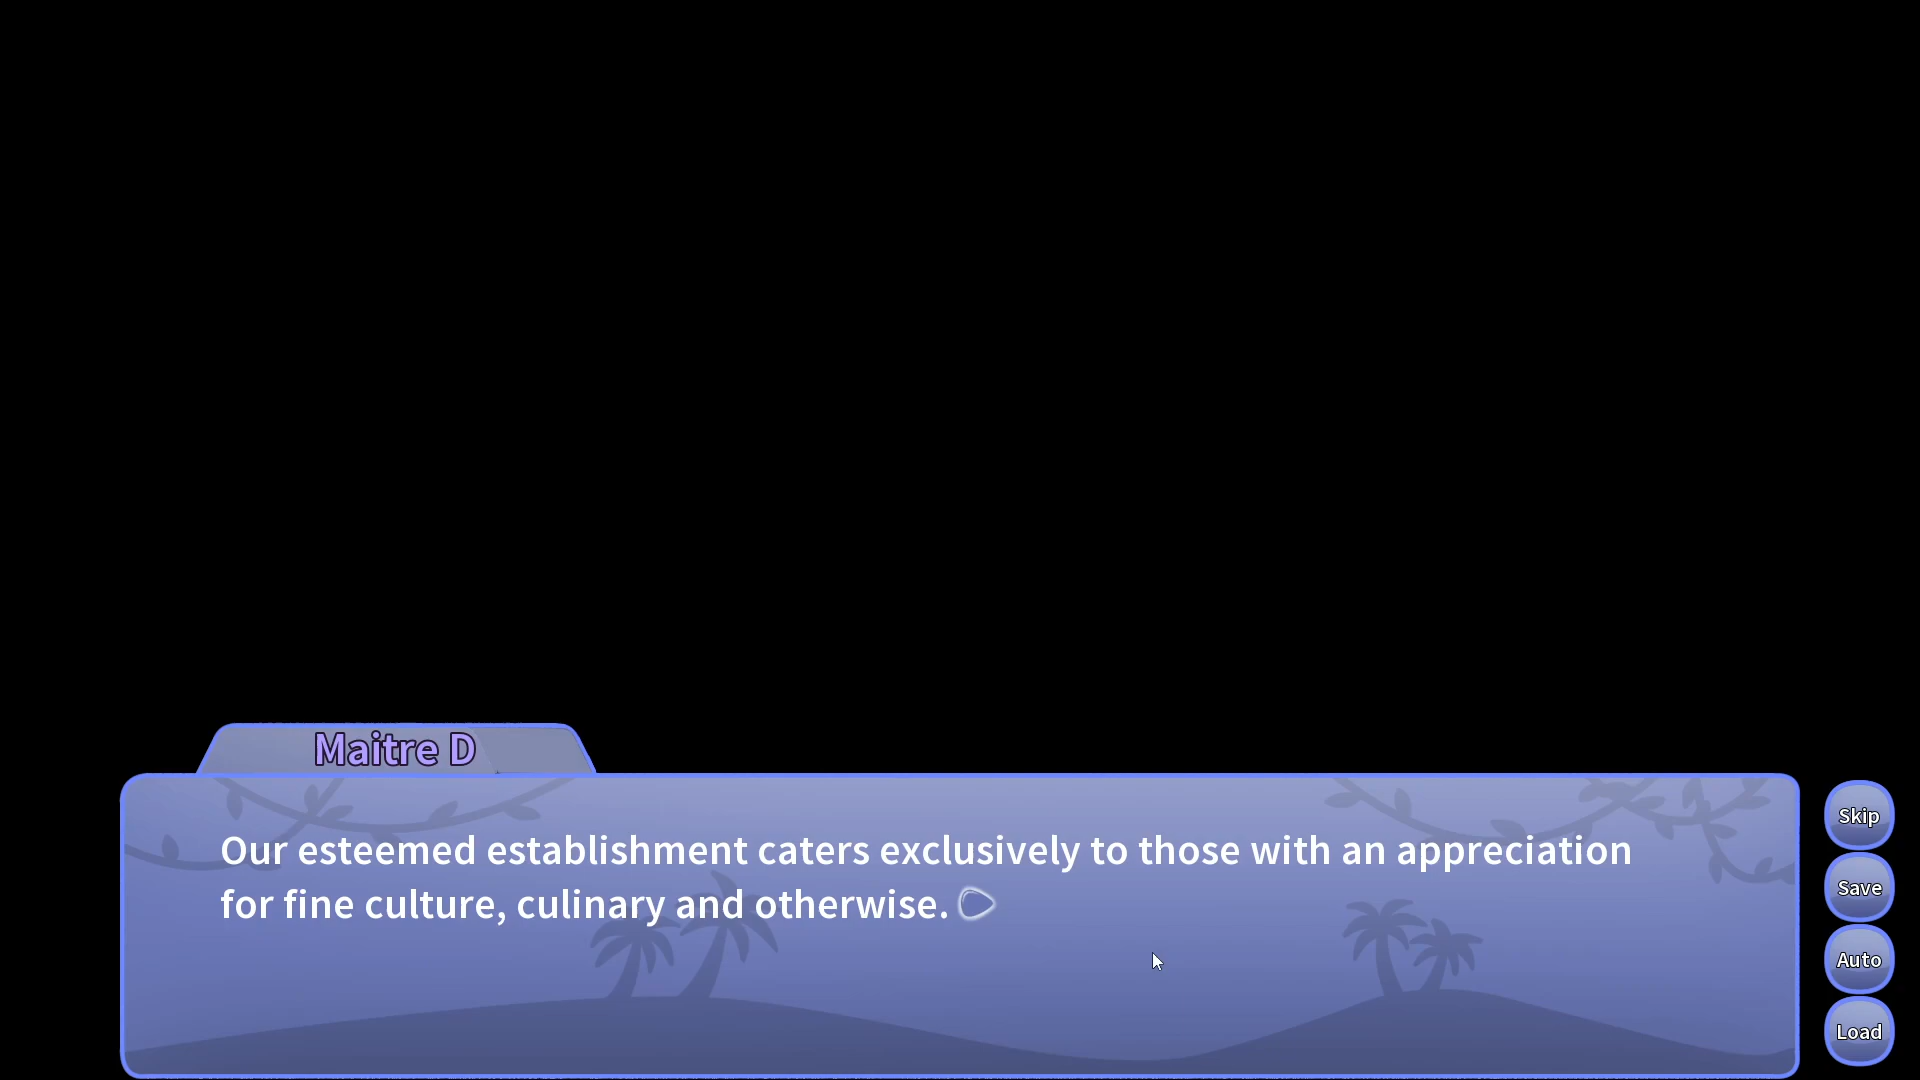 Maitre D
Our esteemed establishment caters exclusively to those with an appreciation
for fine culture, culinary and otherwise.
Skip
Save
Auto
Load